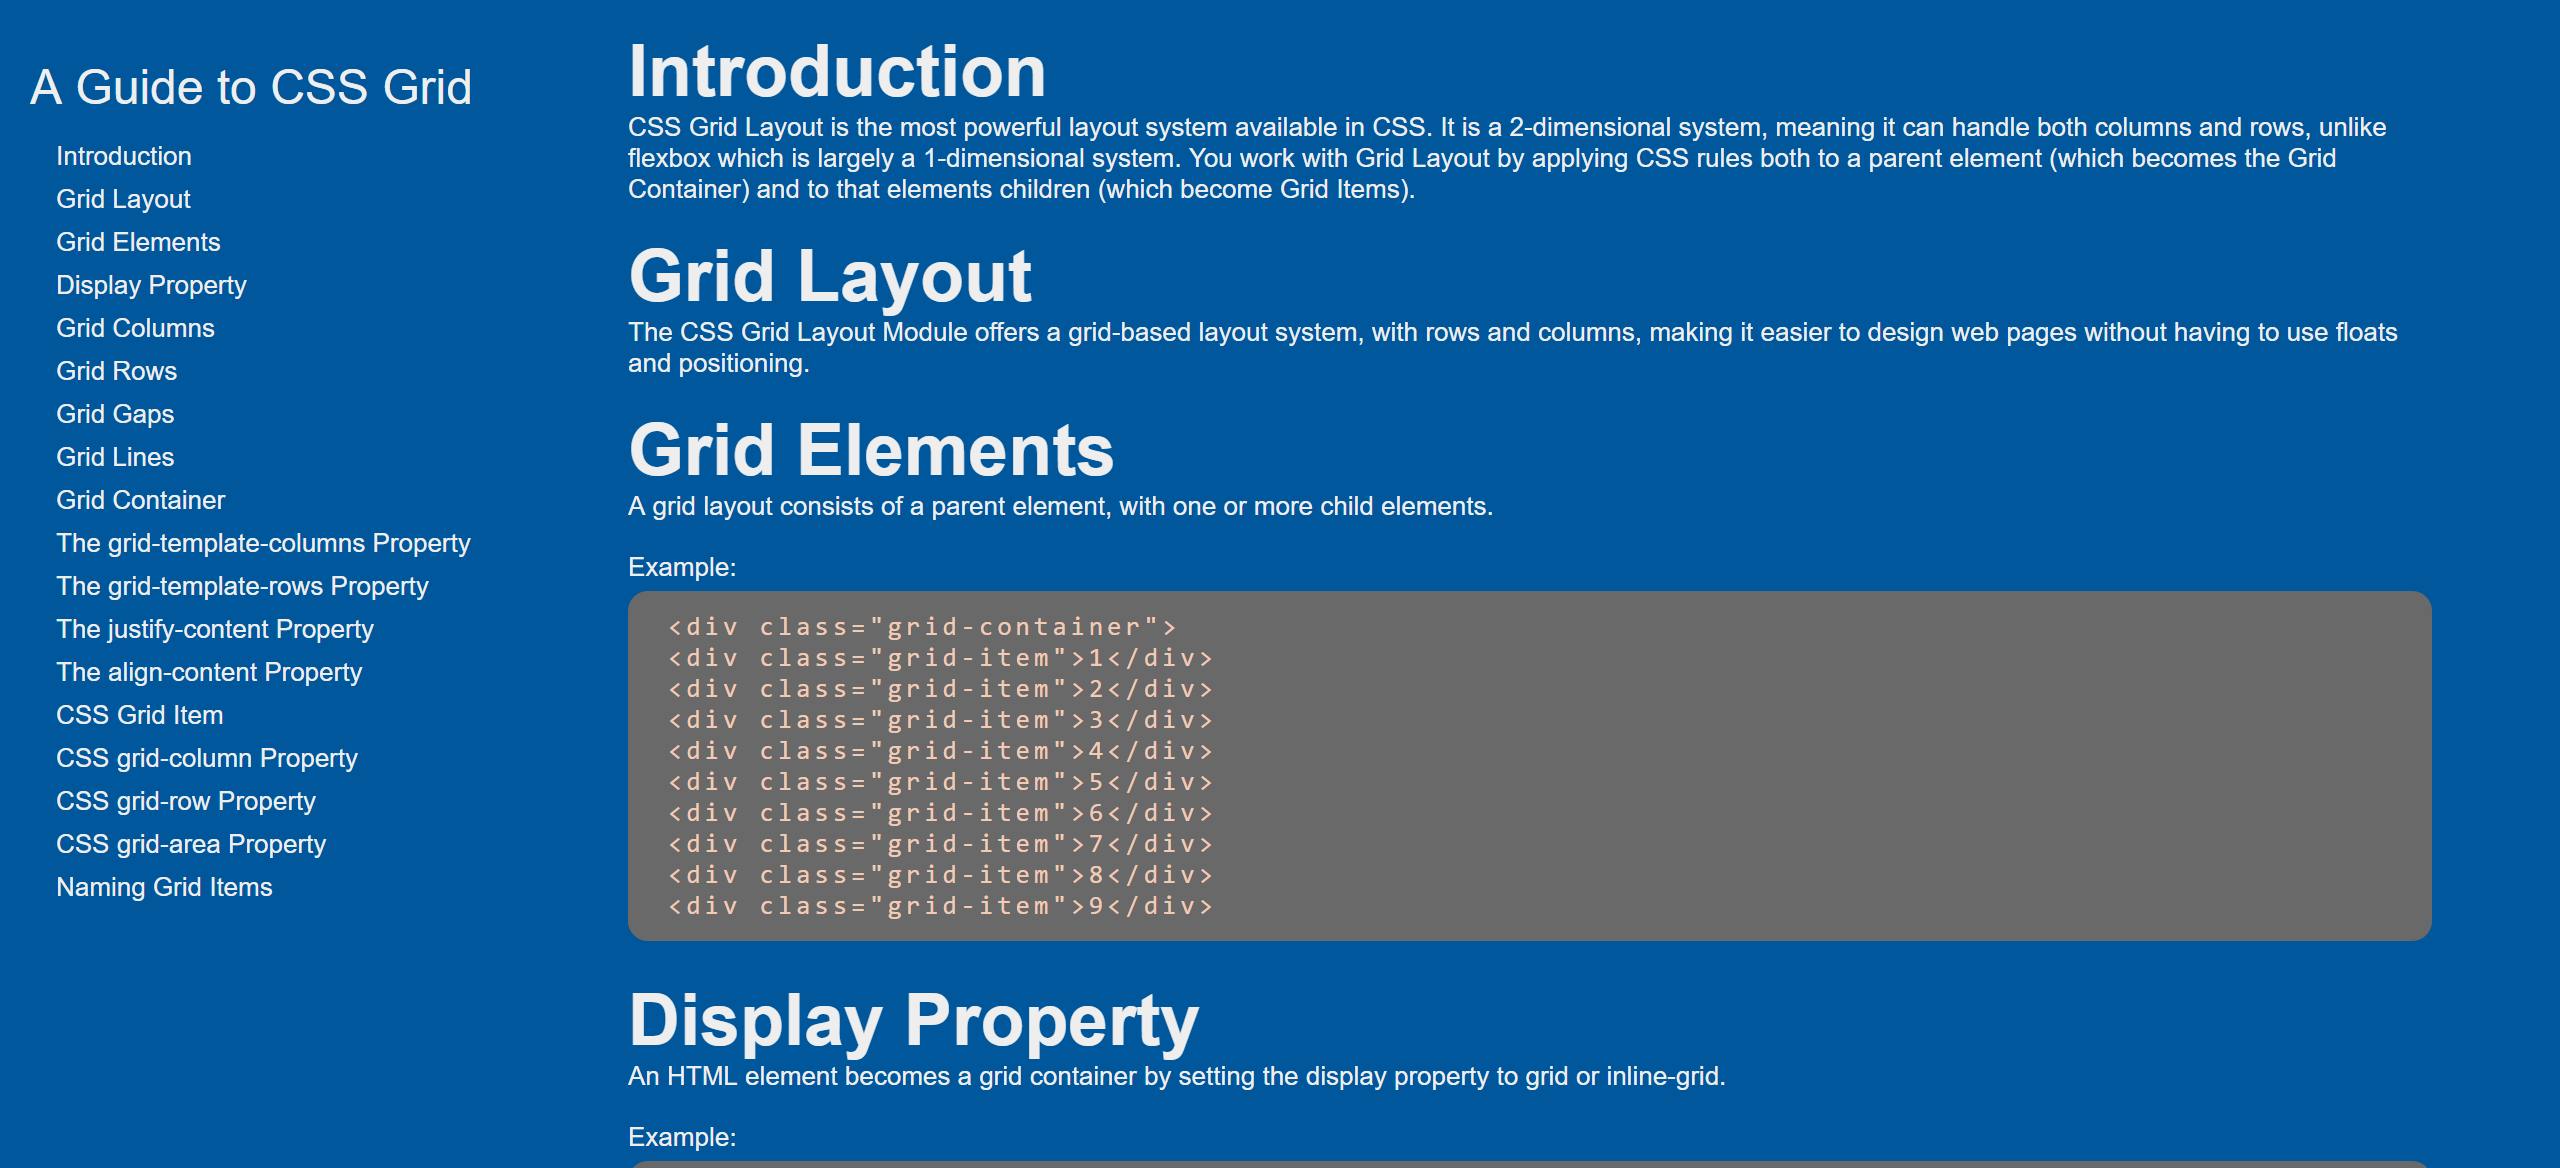 A Guide to CSS Grid
Introduction
Grid Layout
Grid Elements
Display Property
Grid Columns
Grid Rows
Grid Gaps
Grid Lines
Grid Container
The grid-template-columns Property
The grid-template-rows Property
The justify-content Property
The align-content Property
CSS Grid Item
CSS grid-column Property
CSS grid-row Property
CSS grid-area Property
Naming Grid Items
Introduction
CSS Grid Layout is the most powerful layout system available in CSS. It is a 2-dimensional system, meaning it can handle both columns and rows, unlike
flexbox which is largely a 1-dimensional system. You work with Grid Layout by applying CSS rules both to a parent element (which becomes the Grid
Container) and to that elements children (which become Grid Items).
Grid Layout
The CSS Grid Layout Module offers a grid-based layout system, with rows and columns, making it easier to design web pages without having to use floats
and positioning.
Grid Elements
A grid layout consists of a parent element, with one or more child elements.
Example:
<div class="grid-container">
<div class="grid-item">1</div>
<div class="grid-item">2</div>
<div class="grid-item">3</div>
<div class="grid-item">4</div>
<div class="grid-item">5</div>
<div class="grid-item">6</div>
<div class="grid-item">7</div>
<div class="grid-item">8</div>
<div class="grid-item">9</div>
Display Property
An HTML element becomes a grid container by setting the display property to grid or inline-grid.
Example: